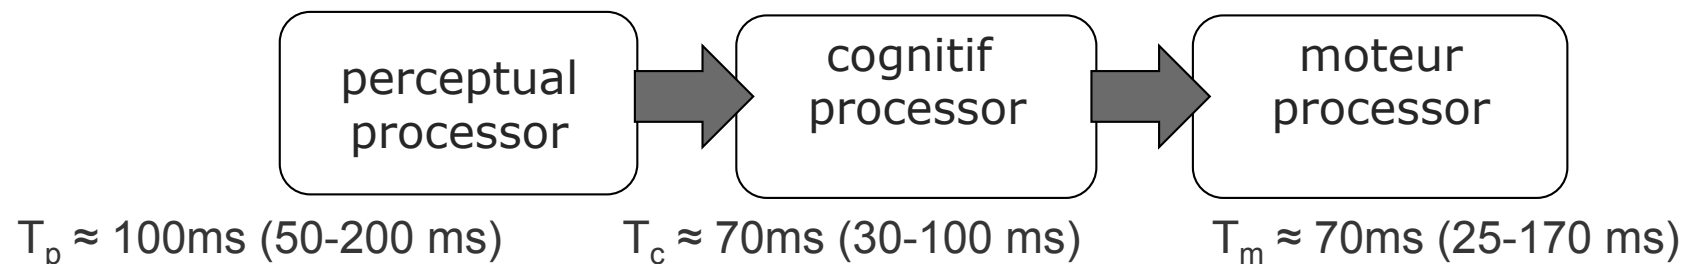 perceptual
processor
cognitif
processor
moteur
processor
Tp ≈ 100ms (50-200 ms)
Tc ≈ 70ms (30-100 ms)
Tm ≈ 70ms (25-170 ms)